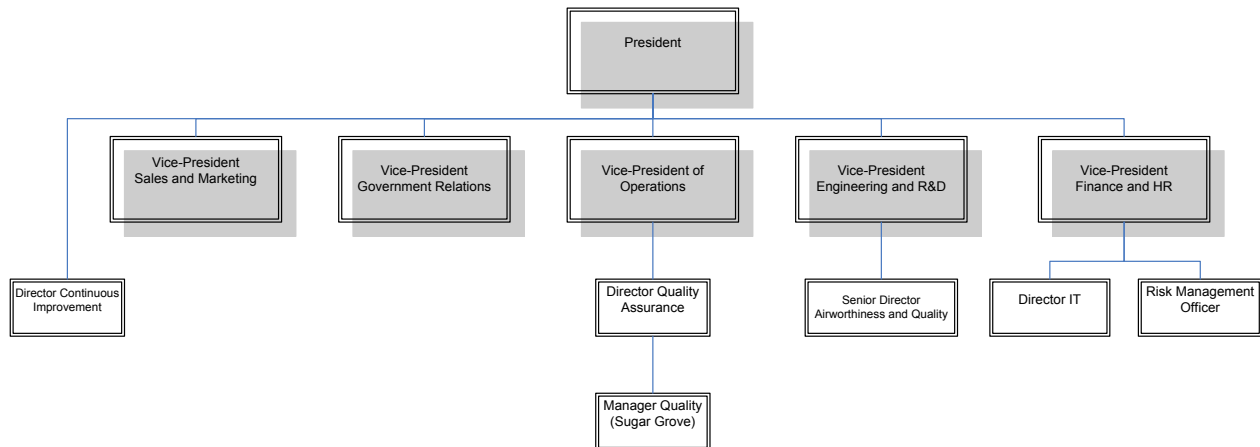 President
Vice-President
Sales and Marketing
Vice-President
Government Relations
Vice-President of
Operations
Vice-President
Engineering and R&D
Vice-President
Finance and HR
Director Continuous
Improvement
Director Quality
Assurance
Senior Director
Airworthiness and Quality
Director IT
Risk Management
Officer
Manager Quality
(Sugar Grove)